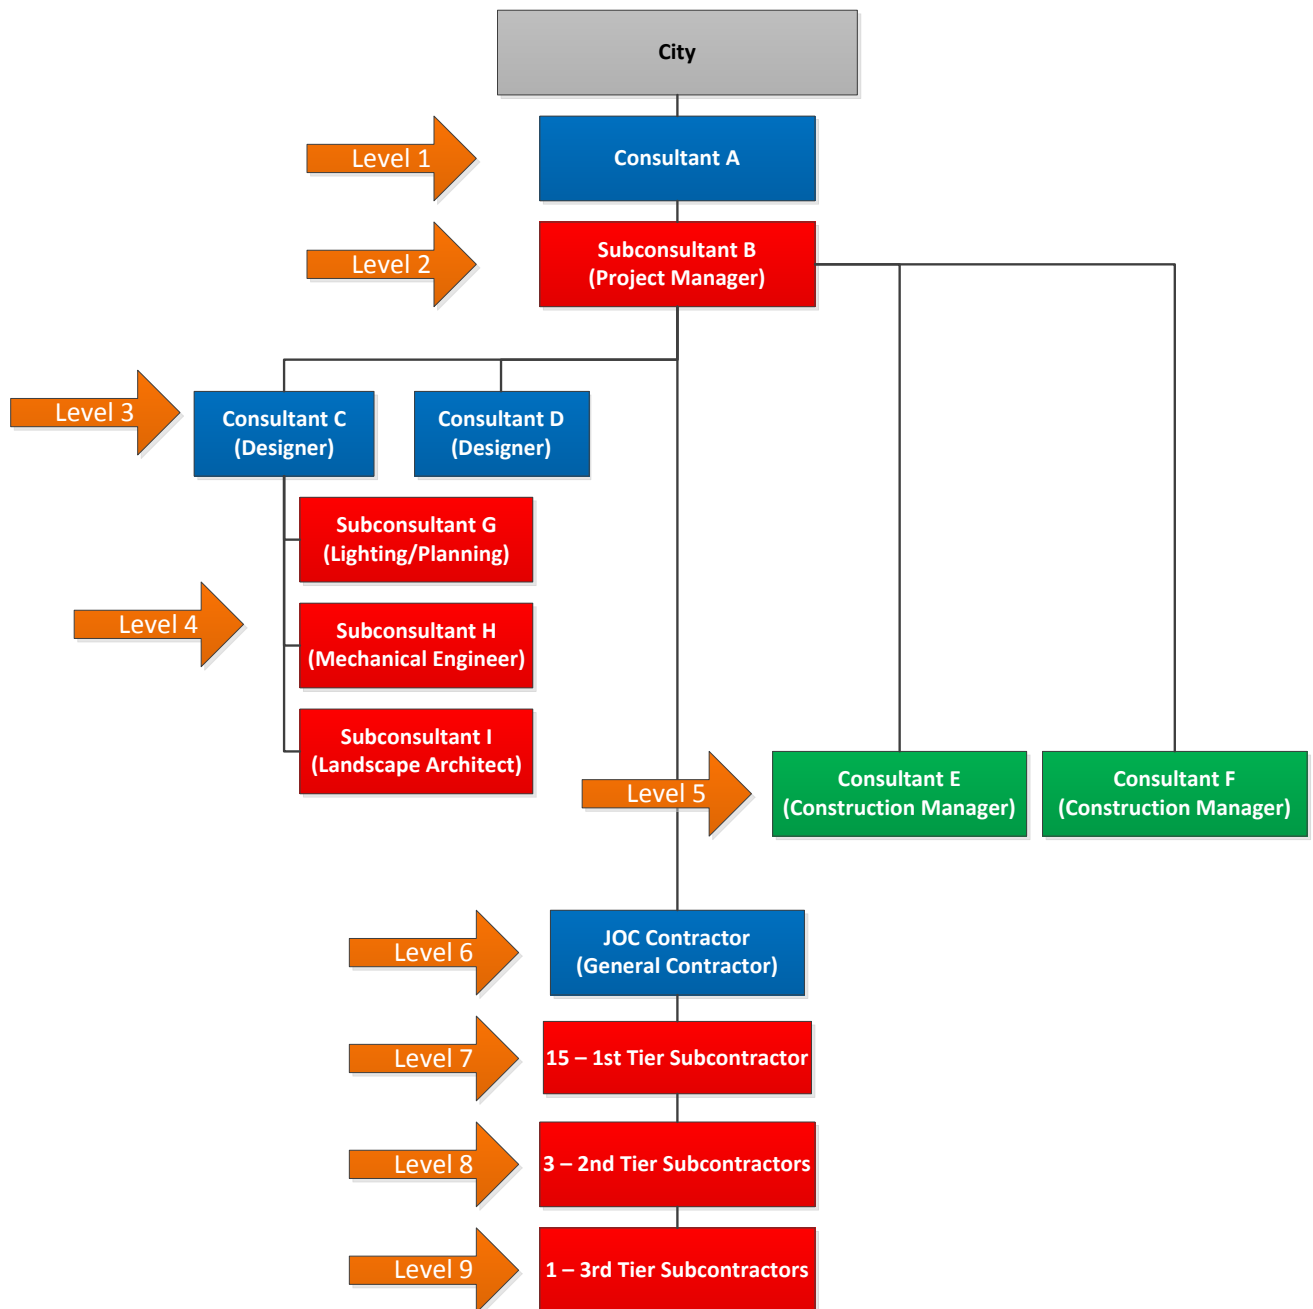 City
Level 1
Consultant A
Level 2
Subconsultant B
(Project Manager)
Level 3
Consultant C
(Designer)
Consultant D
(Designer)
Subconsultant G
(Lighting/Planning)
Level 4
Subconsultant H
(Mechanical Engineer)
Subconsultant I
(Landscape Architect)
Level 5
Consultant E
(Construction Manager)
Consultant F
(Construction Manager)
Level 6
JOC Contractor
(General Contractor)
Level 7
15 – 1st Tier Subcontractor
Level 8
3 – 2nd Tier Subcontractors
Level 9
1 – 3rd Tier Subcontractors